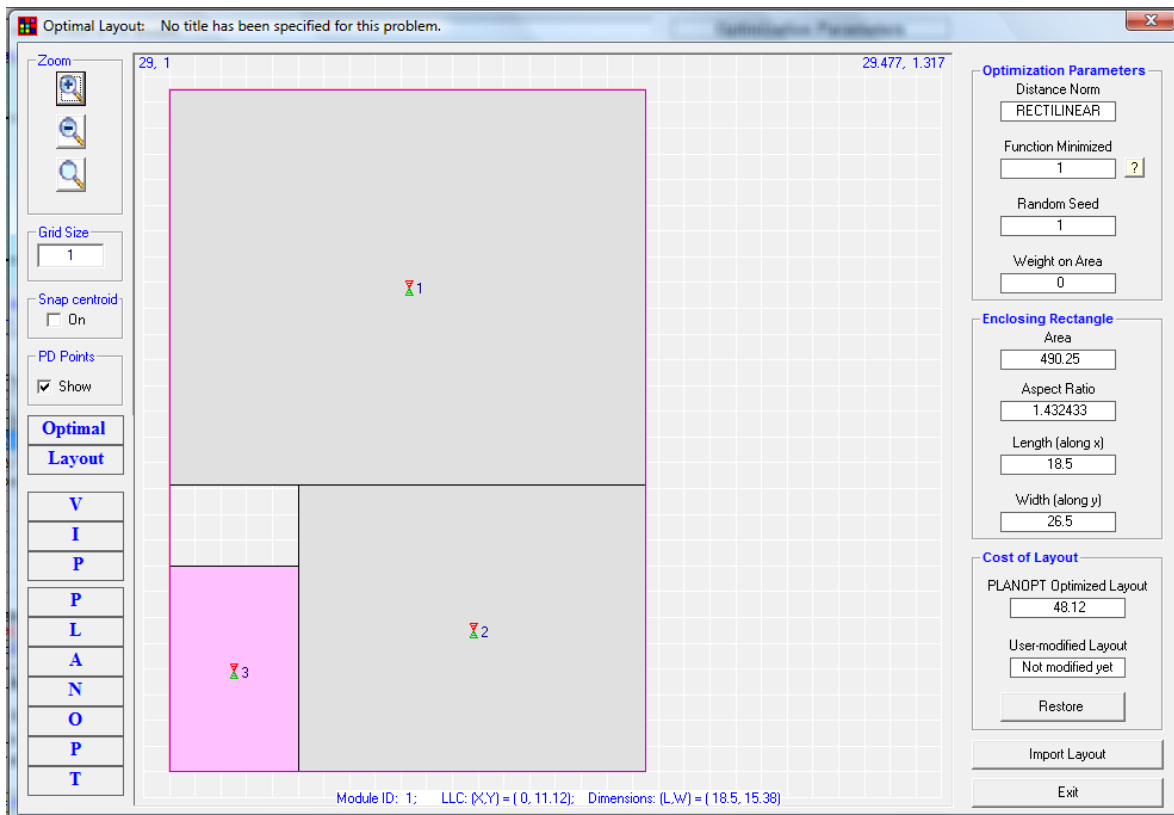 Optimal Layout: No title has been specified for this problem.
Optimization Parameters
Zoom
Grid Size
1
Snap centroid
On
PD Points
Show
Optimal
Layout
V
I
P
P
L
A
N
O
P
T
29, 1
29.477, 1.317
1
2
3
Module ID: 1; LLC: (X,Y) = ( 0, 11.12); Dimensions: (L,W) = ( 18.5, 15.38)
Optimization Parameters
Distance Norm
RECTILINEAR
Function Minimized
1
?
Random Seed
1
Weight on Area
0
Enclosing Rectangle
Area
490.25
Aspect Ratio
1.432433
Length (along x)
18.5
Width (along y)
26.5
Cost of Layout
PLANOPT Optimized Layout
48.12
User-modified Layout
Not modified yet
Restore
Import Layout
Exit